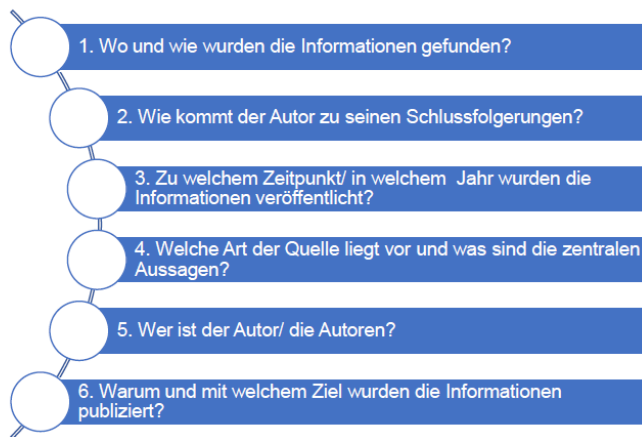 1. Wo und wie wurden die Informationen gefunden?
2. Wie kommt der Autor zu seinen Schlussfolgerungen?
3. Zu welchem Zeitpunkt/ in welchem Jahr wurden die
Informationen veröffentlicht?
4. Welche Art der Quelle liegt vor und was sind die zentralen
Aussagen?
5. Wer ist der Autor/ die Autoren?
6. Warum und mit welchem Ziel wurden die Informationen
publiziert?